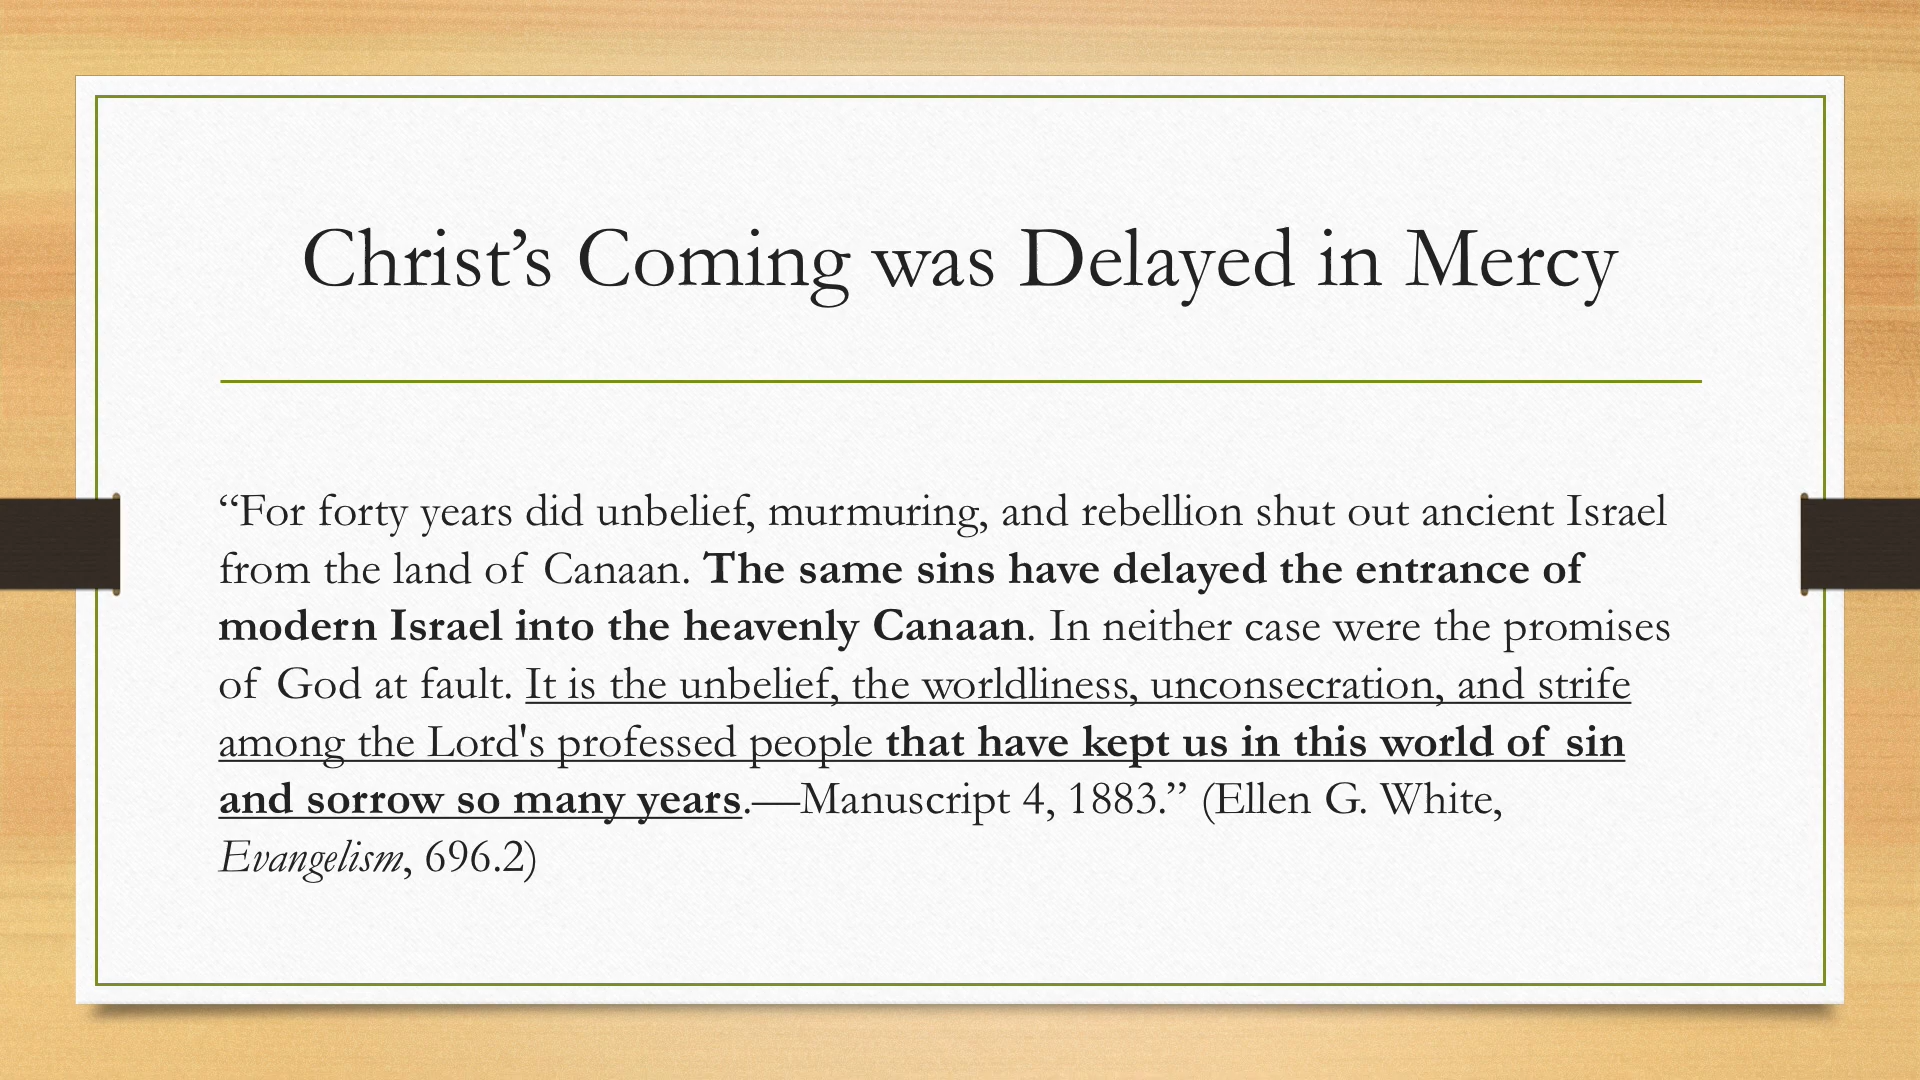 Christ’s Coming was Delayed in Mercy
“For forty years did unbelief, murmuring, and rebellion shut out ancient Israel
from the land of Canaan. The same sins have delayed the entrance of
modern Israel into the heavenly Canaan. In neither case were the promises
of God at fault. It is the unbelief, the worldliness, unconsecration, and strife
among the Lord's professed people that have kept us in this world of sin
and sorrow so many years.—Manuscript 4, 1883.” (Ellen G. White,
Evangelism, 696.2)